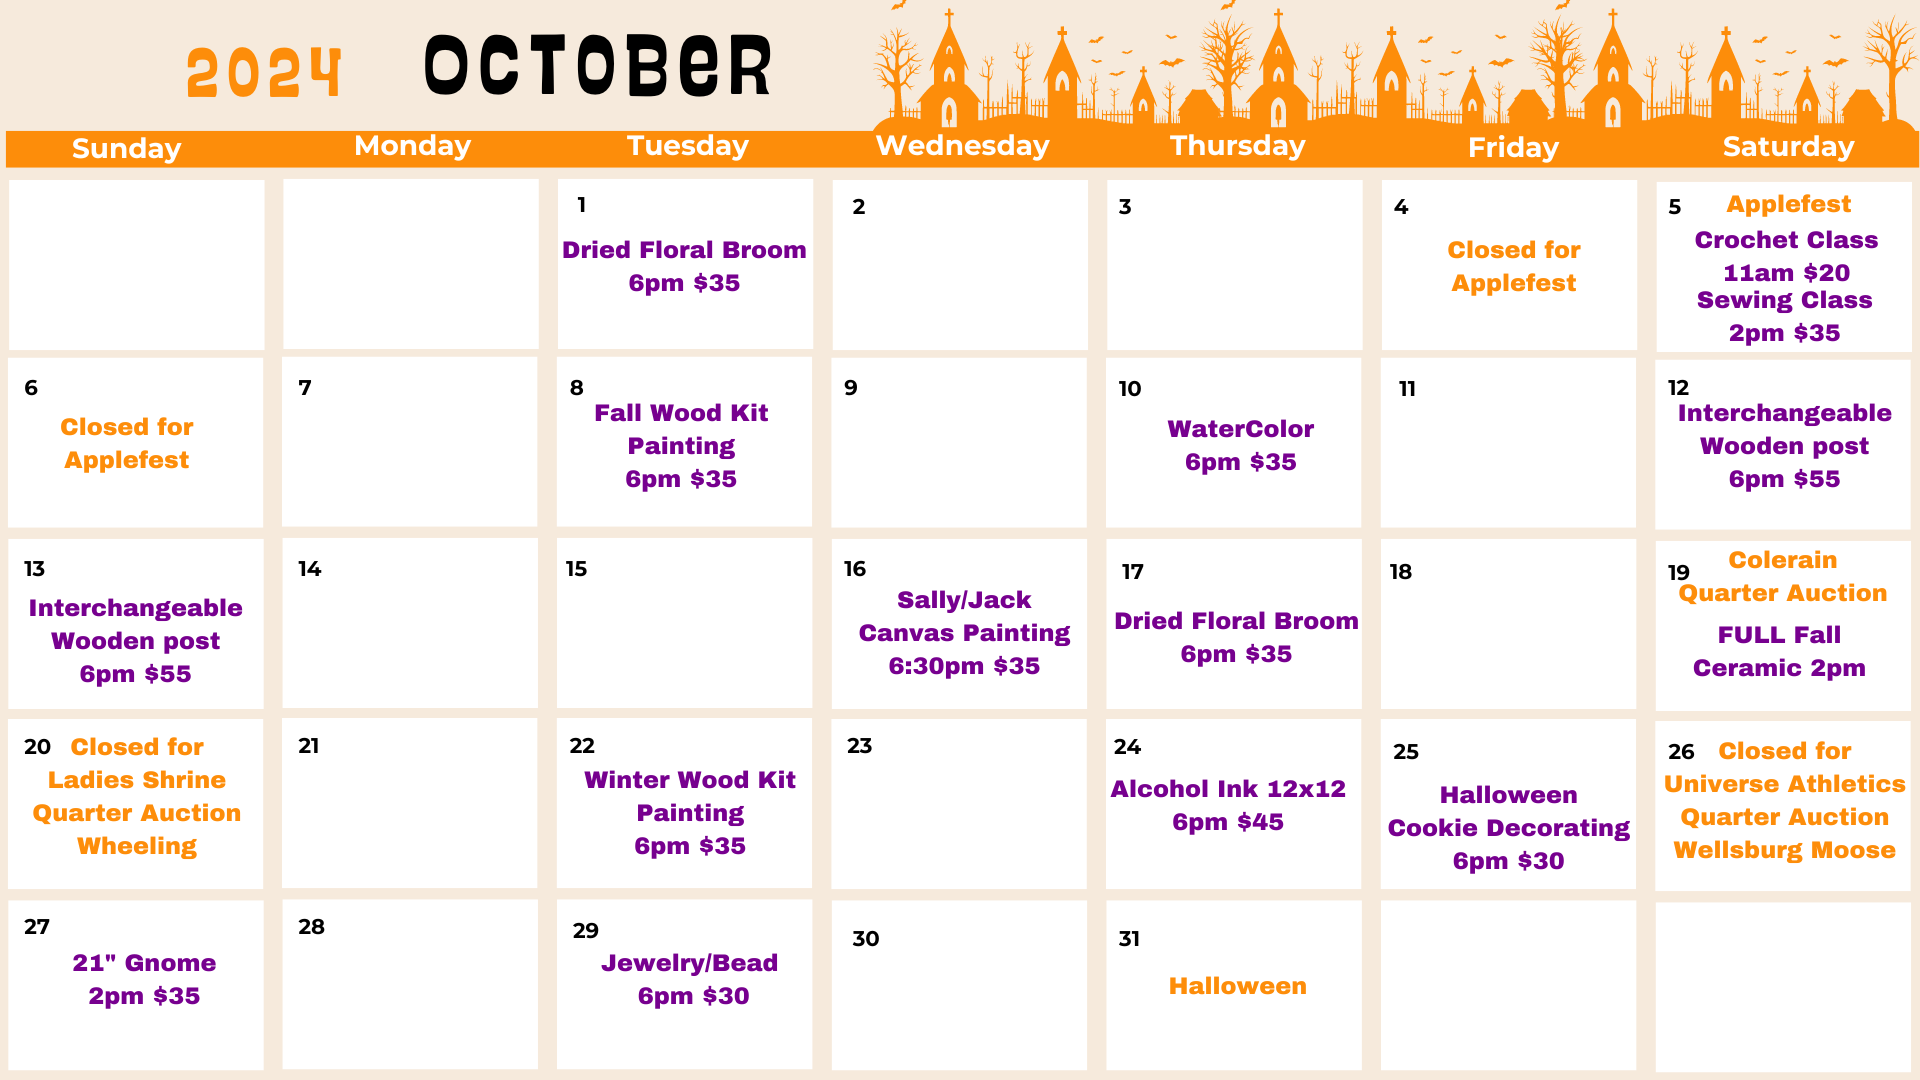 2024 OCTOBER
Sunday Monday Tuesday Wednesday Thursday Friday Saturday
1
Dried Floral Broom
6pm $35
2
3
4
Closed for
Applefest
5 Applefest
Crochet Class
11am $20
Sewing Class
2pm $35
6
Closed for
Applefest
7
8
Fall Wood Kit
Painting
6pm $35
9
10
WaterColor
6pm $35
11
12
Interchangeable
Wooden post
6pm $55
13
Interchangeable
Wooden post
6pm $55
14
15
16
Sally/Jack
Canvas Painting
6:30pm $35
17
Dried Floral Broom
6pm $35
18
19
Colerain
Quarter Auction
FULL Fall
Ceramic 2pm
20 Closed for
Ladies Shrine
Quarter Auction
Wheeling
21
22
Winter Wood Kit
Painting
6pm $35
23
24
Alcohol Ink 12x12
6pm $45
25
Halloween
Cookie Decorating
6pm $30
26 Closed for
Universe Athletics
Quarter Auction
Wellsburg Moose
27
21" Gnome
2pm $35
28
29
Jewelry/Bead
6pm $30
30
31
Halloween